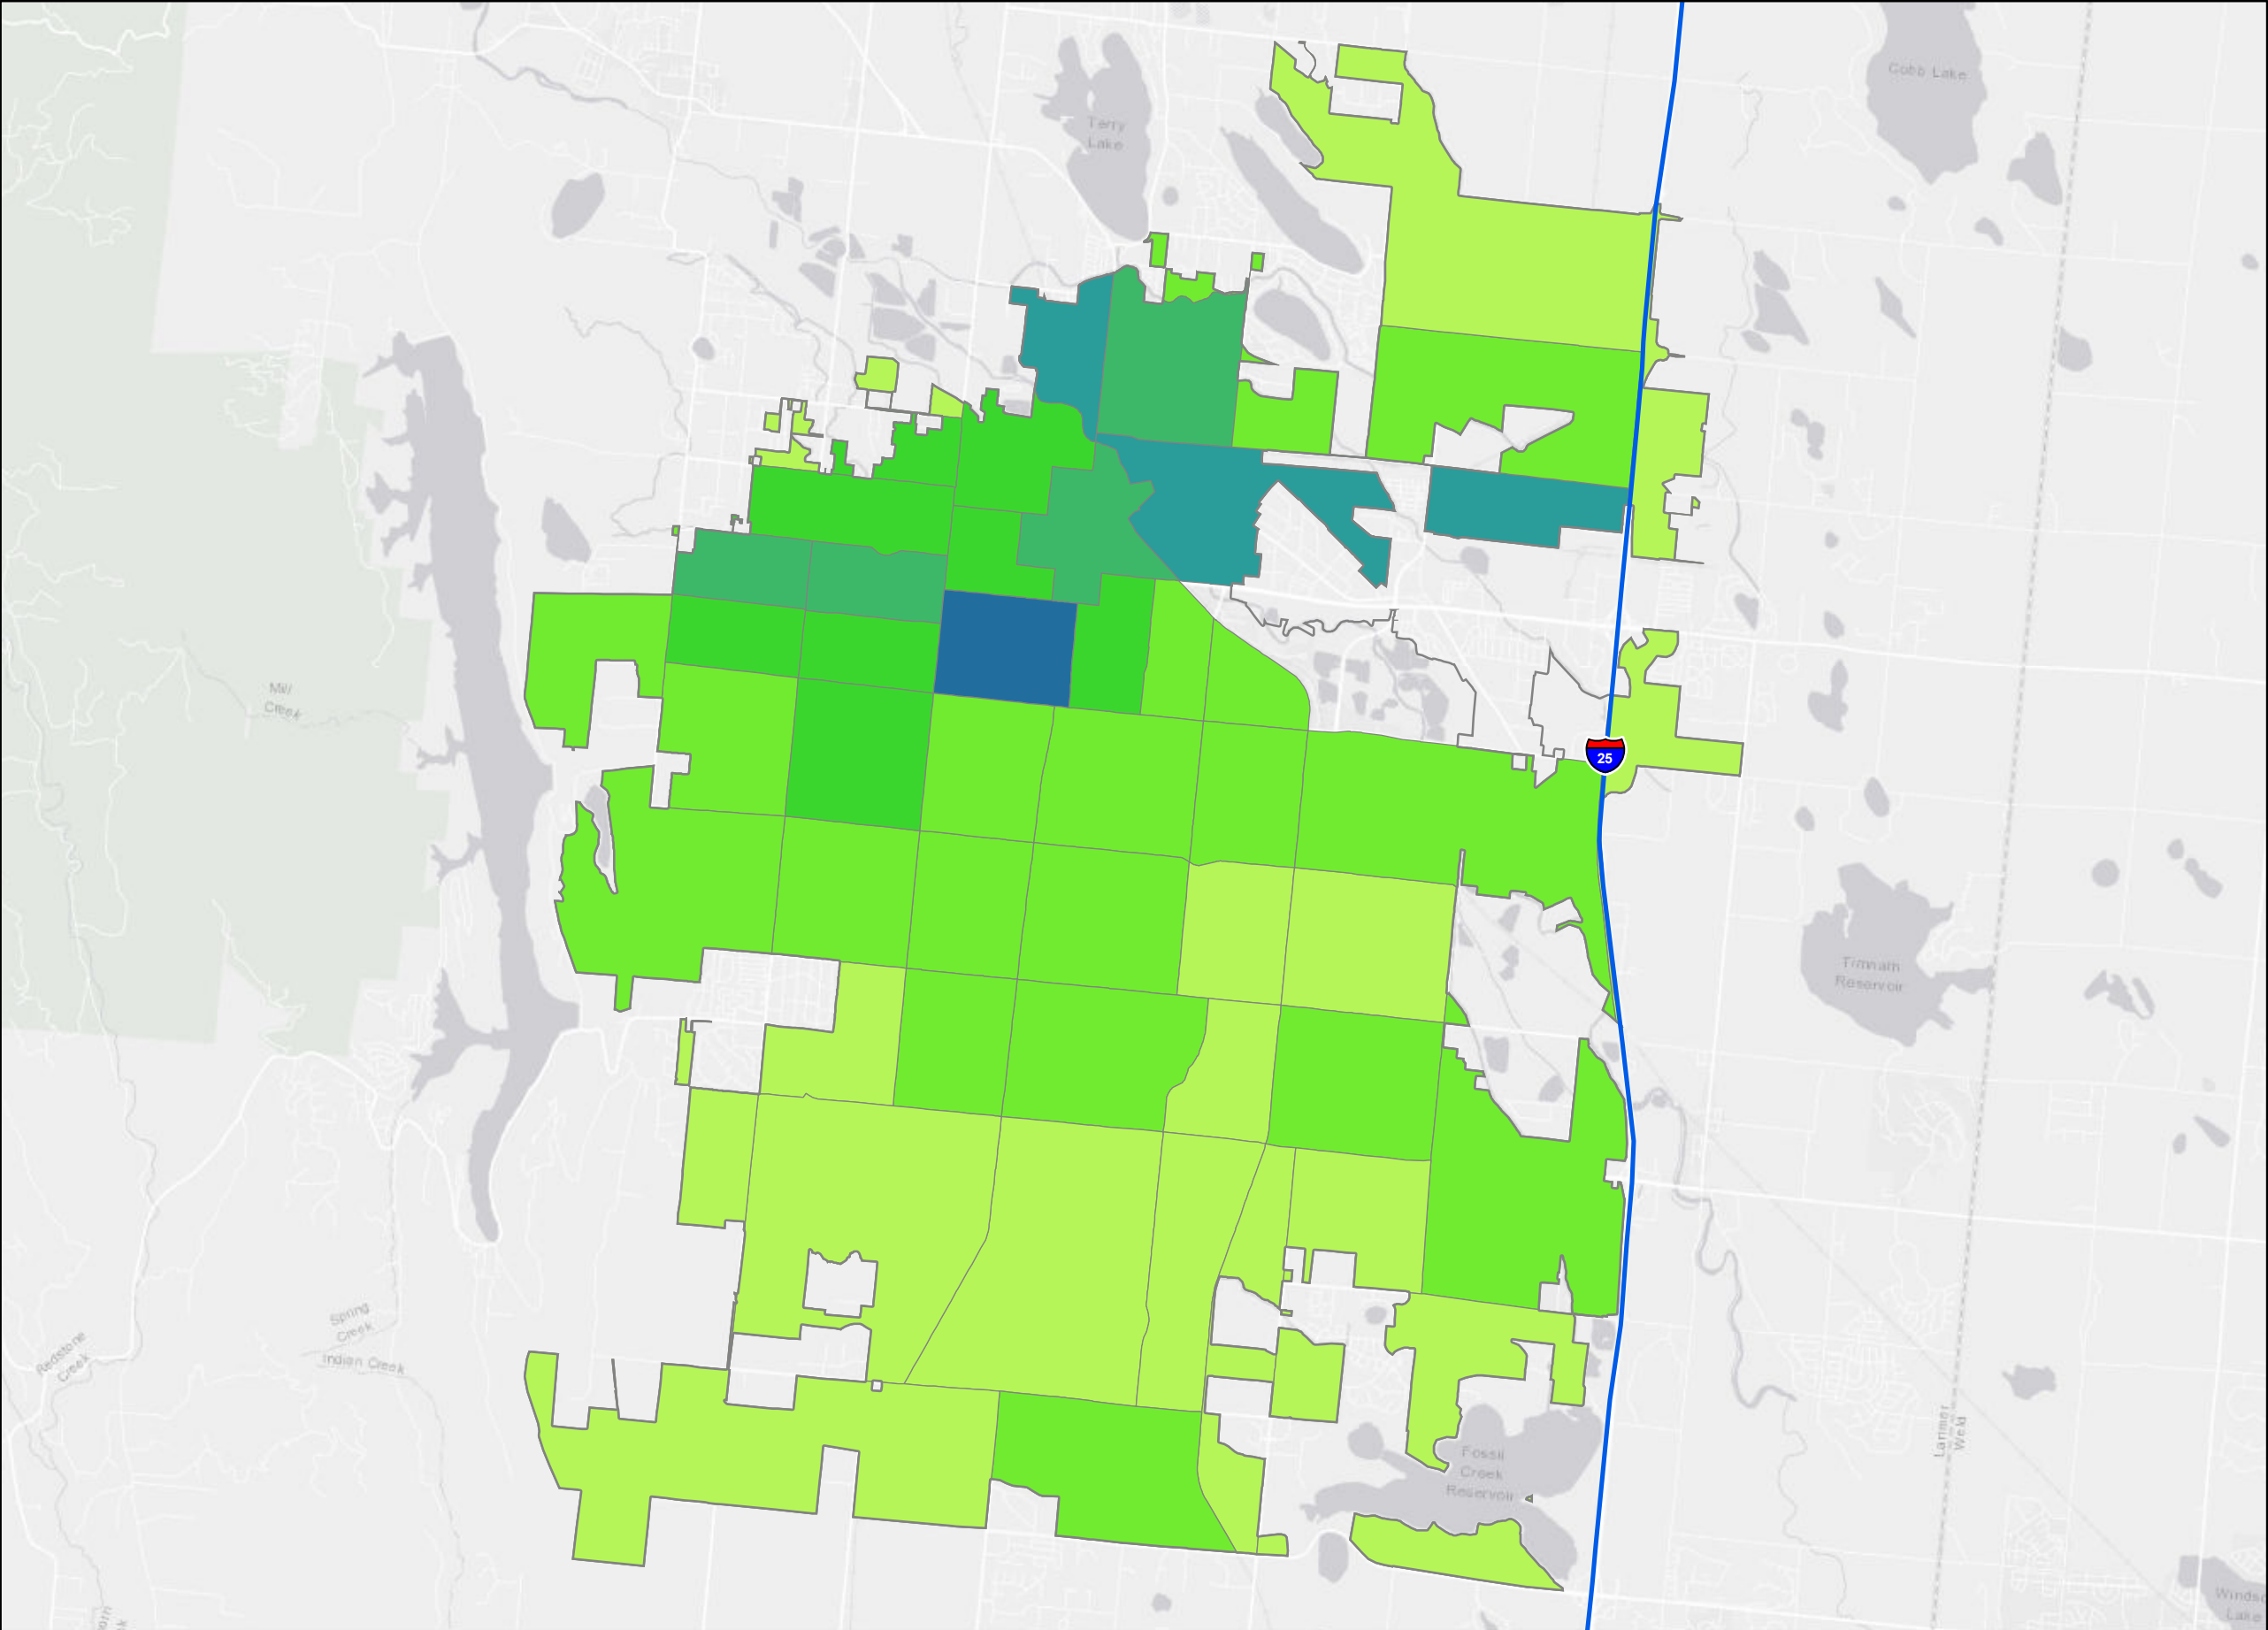 Cobb Lake
Terry
Lake
Mill
Creek
25
Timnath
Reservoir
Spring
Creek
Redstone
Creek
Indian Creek
Larimer
Weld
Fossil
Creek
Reservoir
Lake